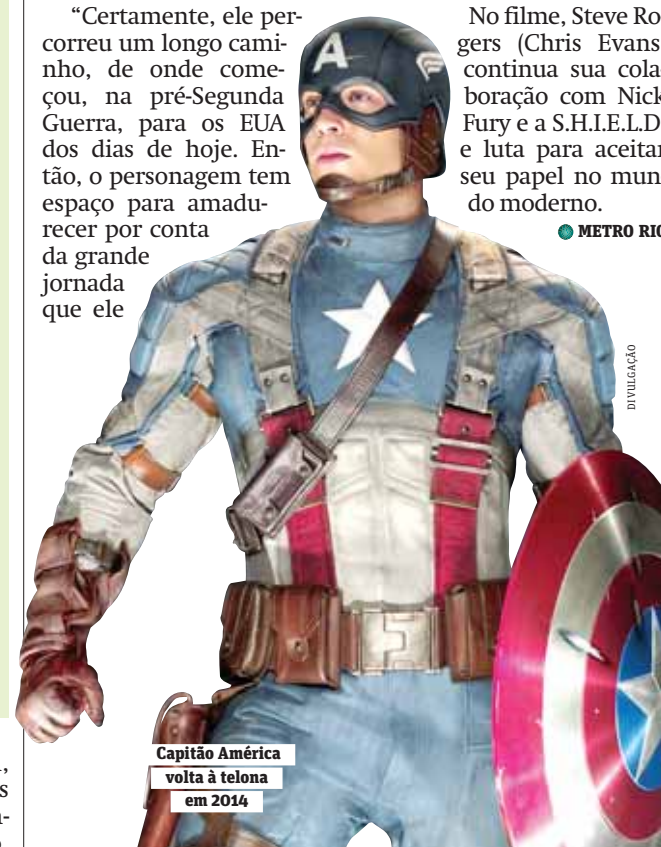 “Certamente, ele per-
correu um longo cami-
nho, de onde come-
çou, na pré-Segunda
Guerra, para os EUA
dos dias de hoje. En-
tão, o personagem tem
espaço para amadu-
recer por conta
da grande
jornada
que ele
No filme, Steve Ro
gers (Chris Evans
continua sua cola
boração com Nick
Fury e a S.H.I.E.L.D
e luta para aceitar
seu papel no mun
do moderno.
METRO RIO
DIVULGAÇÃO
A
Capitão América
volta à telona
em 2014